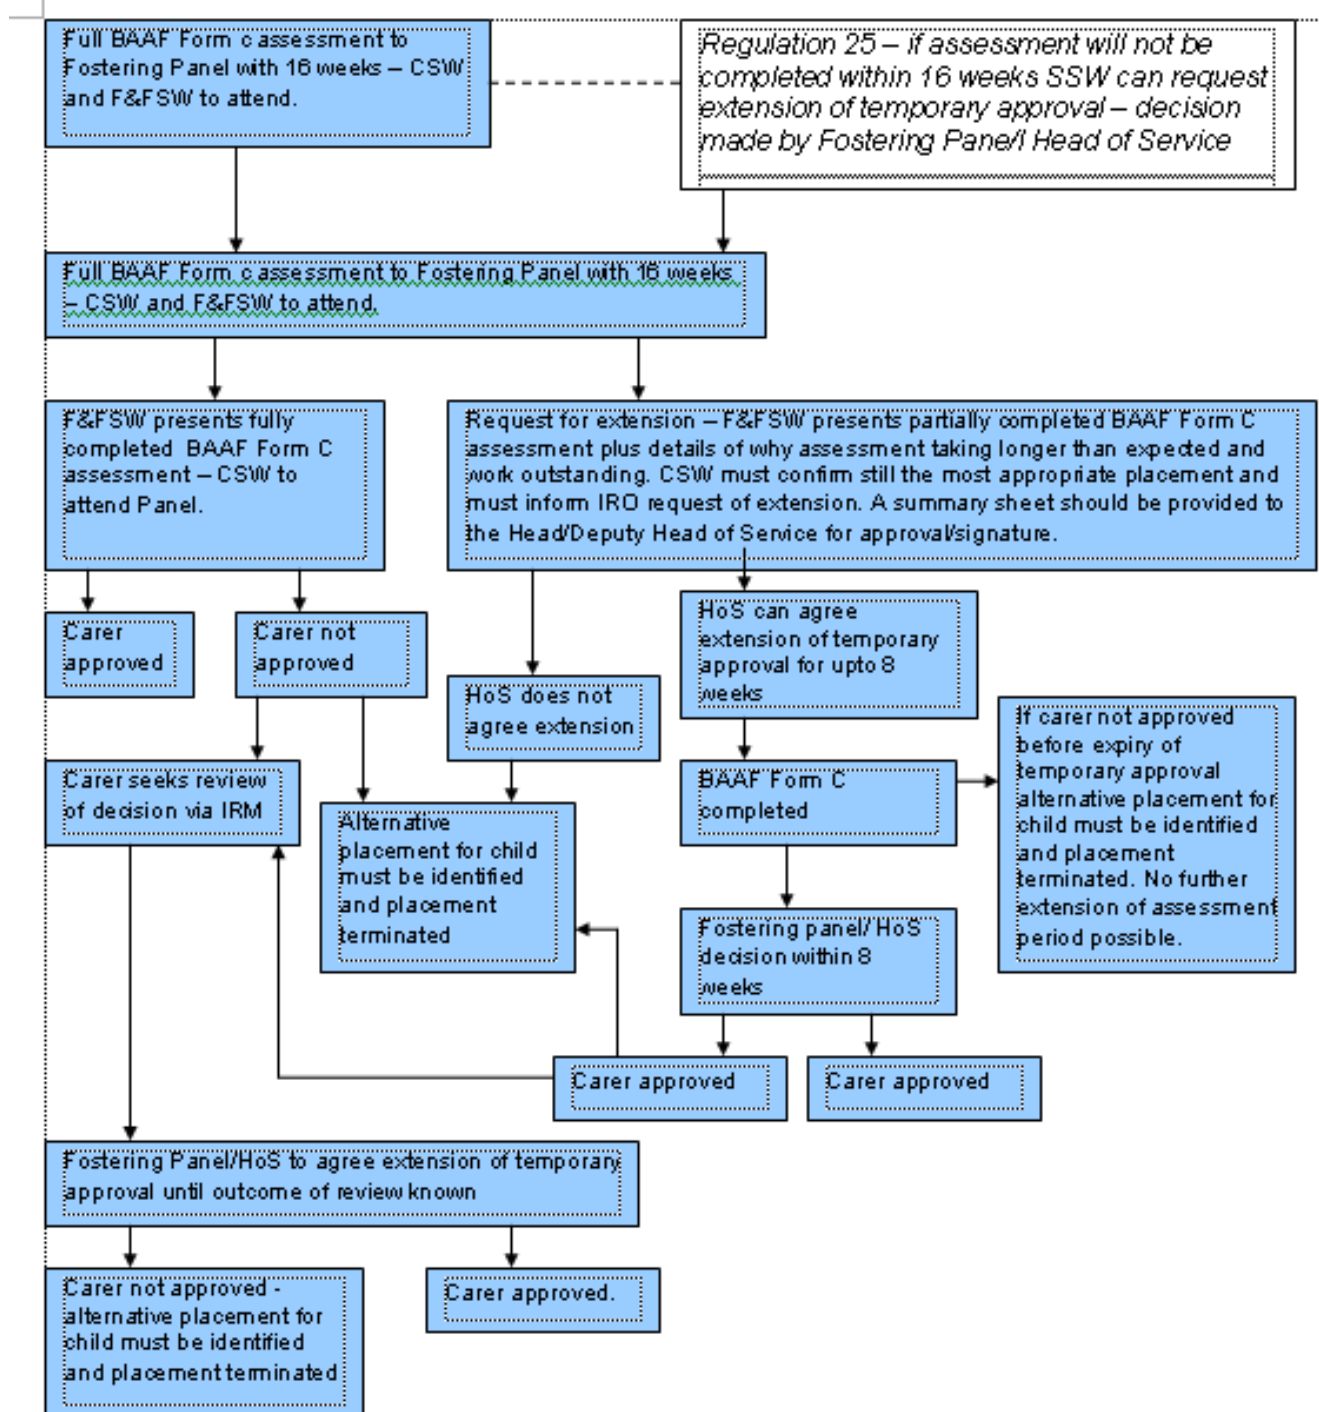 Full BAAF Form c assessment to
Fostering Panel with 16 weeks – CSW
and F&FSW to attend.
Regulation 25 – if assessment will not be
completed within 16 weeks SSW can request
extension of temporary approval – decision
made by Fostering Pane/l Head of Service
Full BAAF Form c assessment to Fostering Panel with 16 weeks
– CSW and F&FSW to attend.
F&FSW presents fully
completed BAAF Form C
assessment – CSW to
attend Panel.
Request for extension – F&FSW presents partially completed BAAF Form C
assessment plus details of why assessment taking longer than expected and
work outstanding. CSW must confirm still the most appropriate placement and
must inform IRO request of extension. A summary sheet should be provided to
the Head/Deputy Head of Service for approval/signature.
Carer
approved
Carer not
approved
HoS does not
agree extension
HoS can agree
extension of temporary
approval for upto 8
weeks
Carer seeks review
of decision via IRM
Alternative
placement for child
must be identified
and placement
terminated
BAAF Form C
completed
If carer not approved
before expiry of
temporary approval
alternative placement for
child must be identified
and placement
terminated. No further
extension of assessment
period possible.
Fostering panel/ HoS
decision within 8
weeks
Carer approved
Carer approved
Fostering Panel/HoS to agree extension of temporary
approval until outcome of review known
Carer not approved -
alternative placement for
child must be identified
and placement terminated
Carer approved.